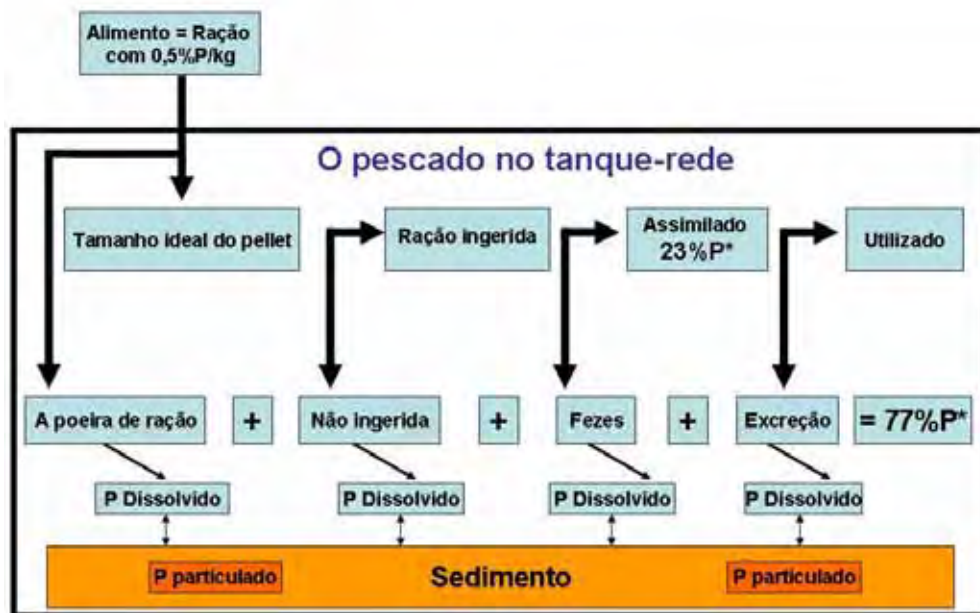 Alimento = Ração
com 0,5%P/kg
O pescado no tanque-rede
Tamanho ideal do pellet
Ração ingerida
Assimilado
23%P*
Utilizado
A poeira de ração
+
Não ingerida
+
Fezes
+
Excreção
= 77%P*
P Dissolvido
P Dissolvido
P Dissolvido
P Dissolvido
P particulado
Sedimento
P particulado